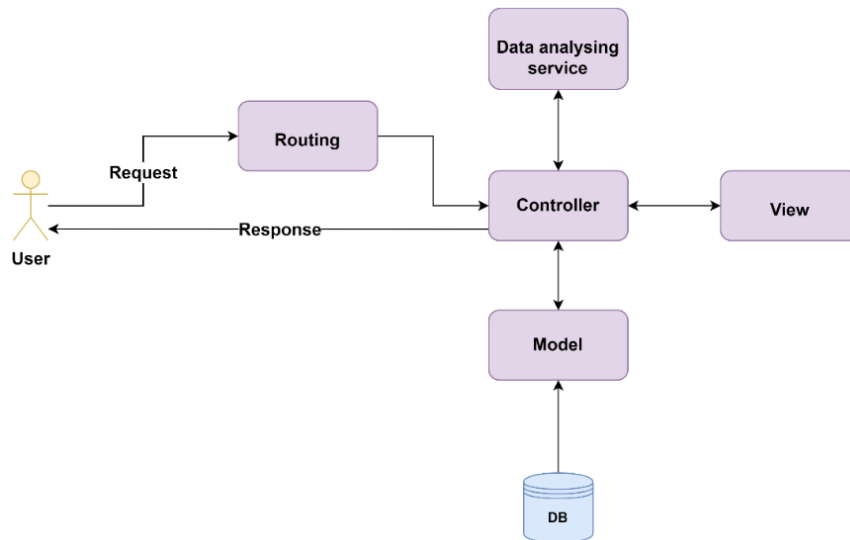 Data analysing
service
Routing
Request
Controller
View
Response
User
Model
DB